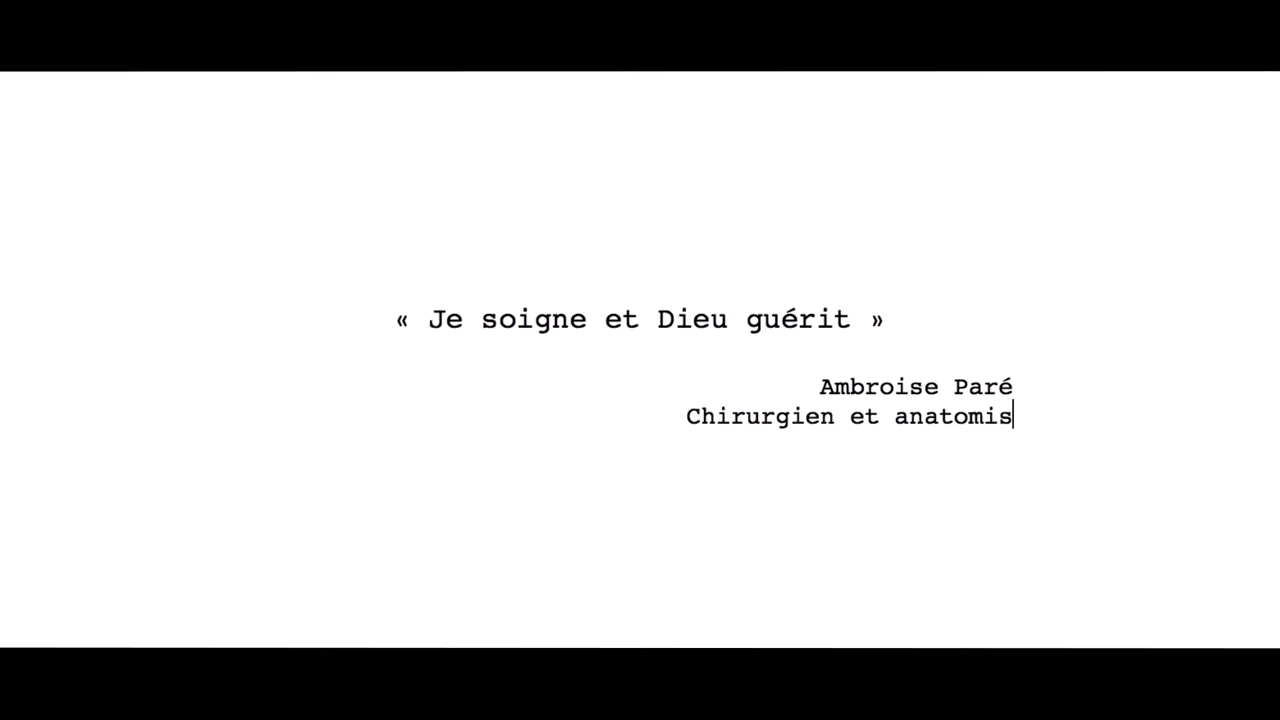 « Je soigne et Dieu guérit »
Ambroise Paré
Chirurgien et anatomis